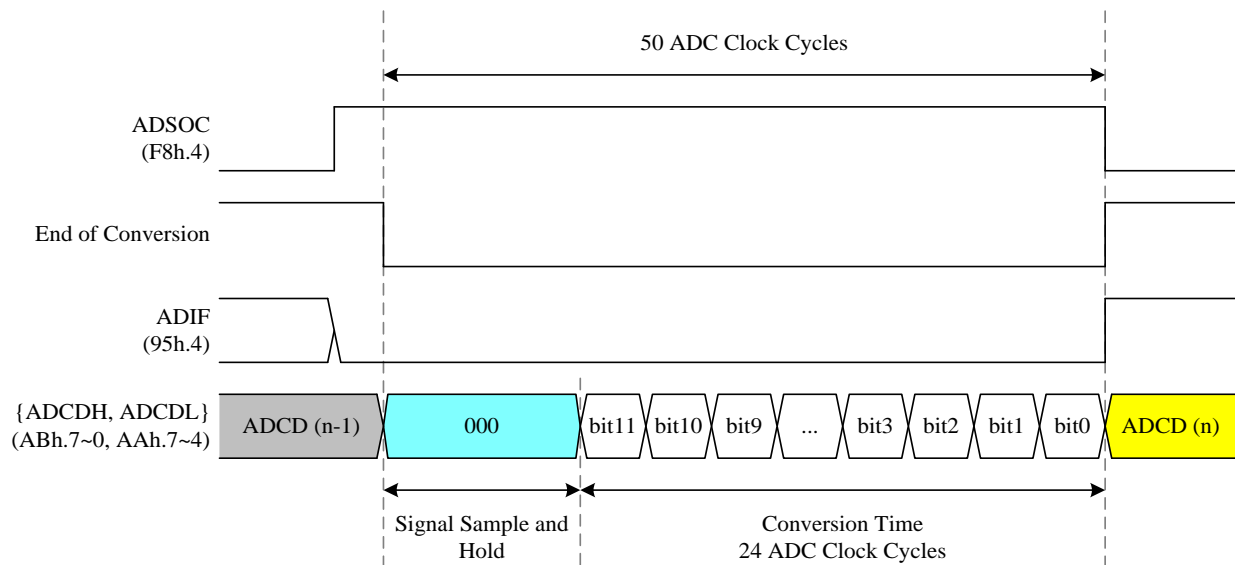 50 ADC Clock Cycles
ADSOC
(F8h.4)
End of Conversion
ADIF
(95h.4)
{ADCDH, ADCDL}
(ABh.7~0, AAh.7~4)
ADCD (n-1)
000
bit11
bit10
bit9
...
bit3
bit2
bit1
bit0
ADCD (n)
Signal Sample and
Hold
Conversion Time
24 ADC Clock Cycles